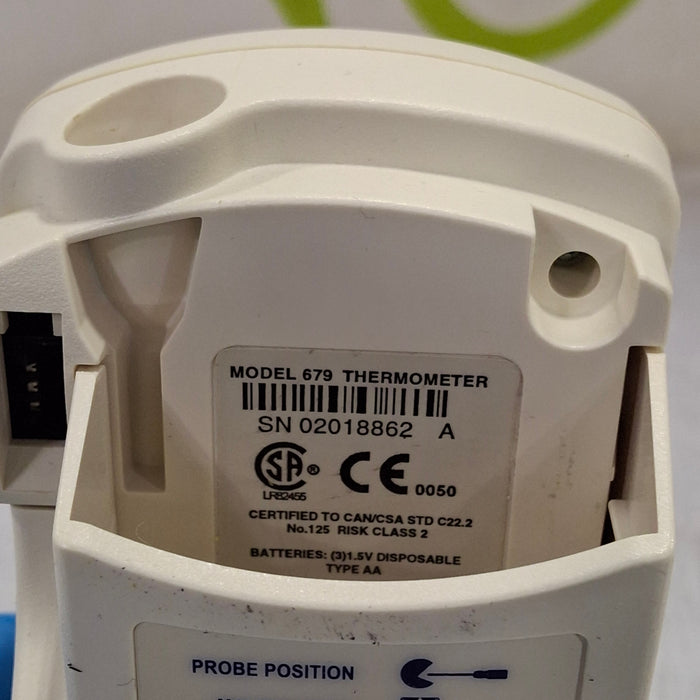 MODEL 679 THERMOMETER
SN 02018862 A
SA ®
LR82455
CE 0050
CERTIFIED TO CAN/CSA STD C22.2
No.125 RISK CLASS 2
BATTERIES: (3)1.5V DISPOSABLE
TYPE AA
PROBE POSITION